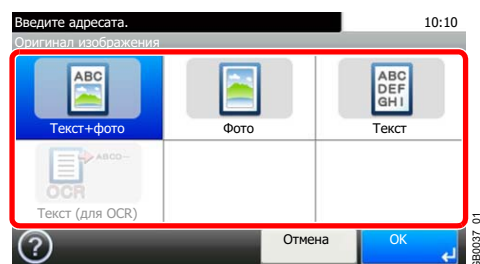 Введите адресата. 10:10
Оригинал изображения
ABC
ABC
DEF
GHI
Текст+фото Фото Текст
ABCD-
OCR
Текст (для OCR)
? Отмена OK
GB0037_01